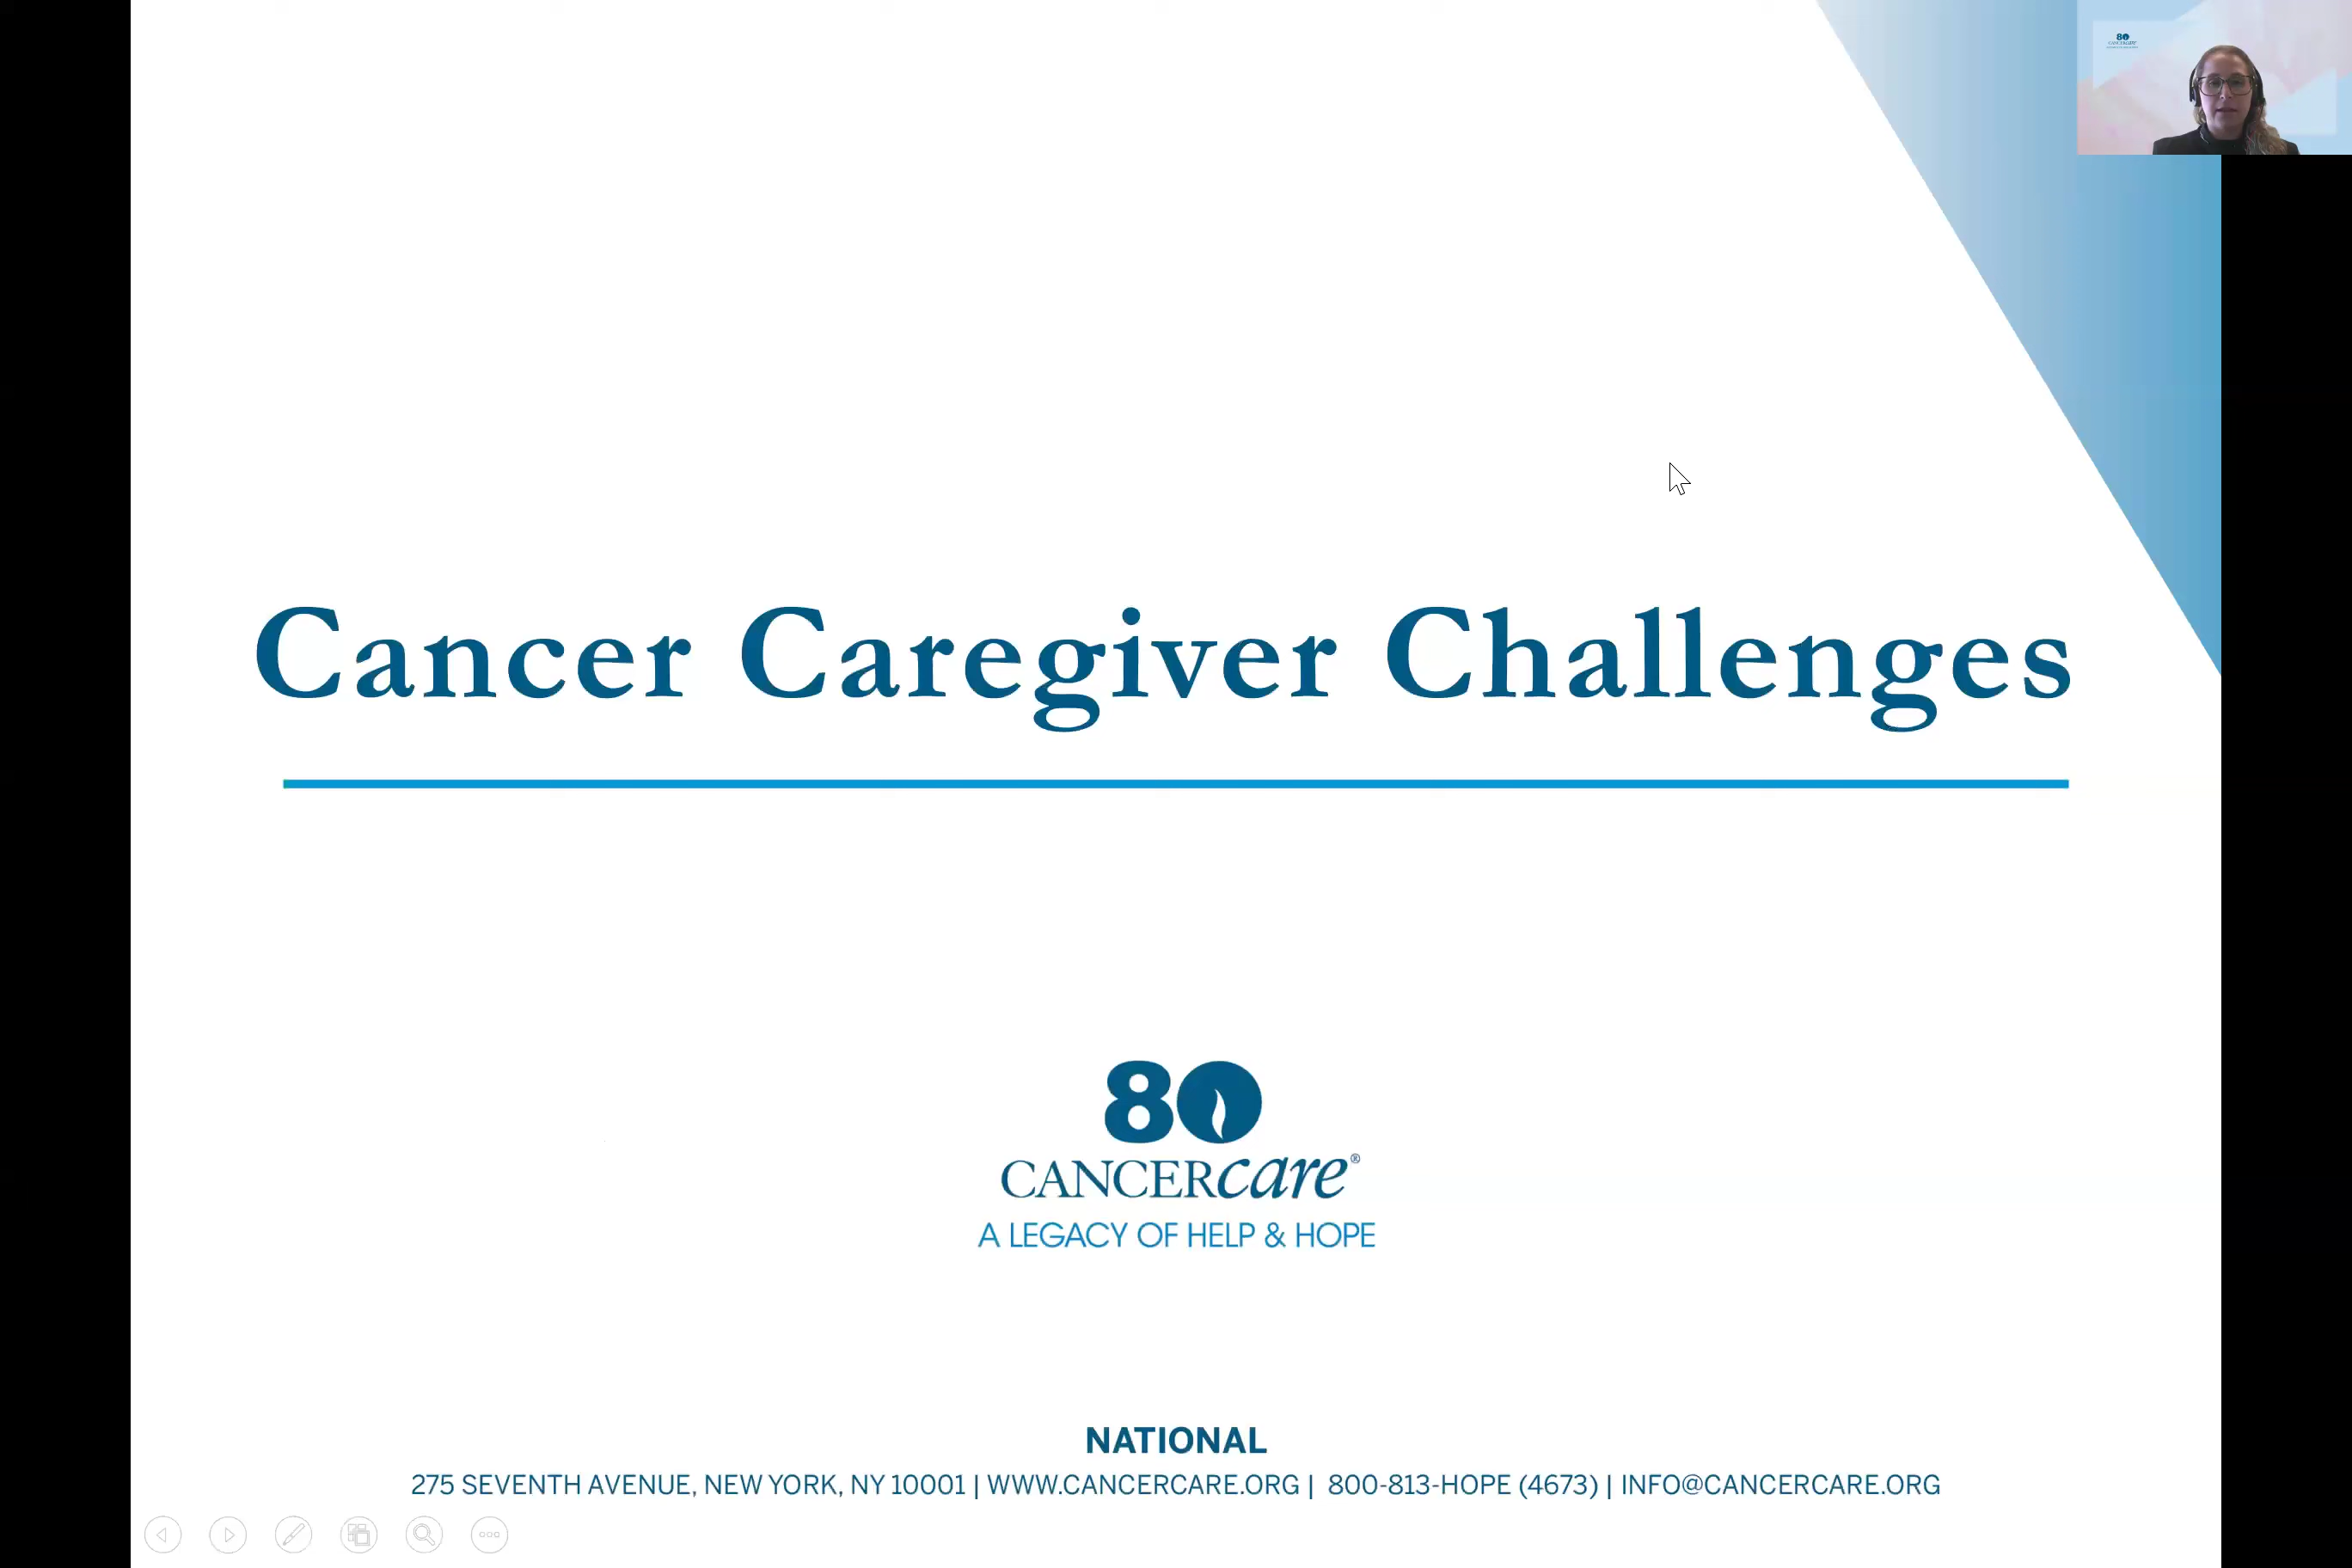 Cancer Caregiver Challenges
80
CANCERcare®
A LEGACY OF HELP & HOPE
NATIONAL
275 SEVENTH AVENUE, NEW YORK, NY 10001 | WWW.CANCERCARE.ORG | 800-813-HOPE (4673) | INFO@CANCERCARE.ORG